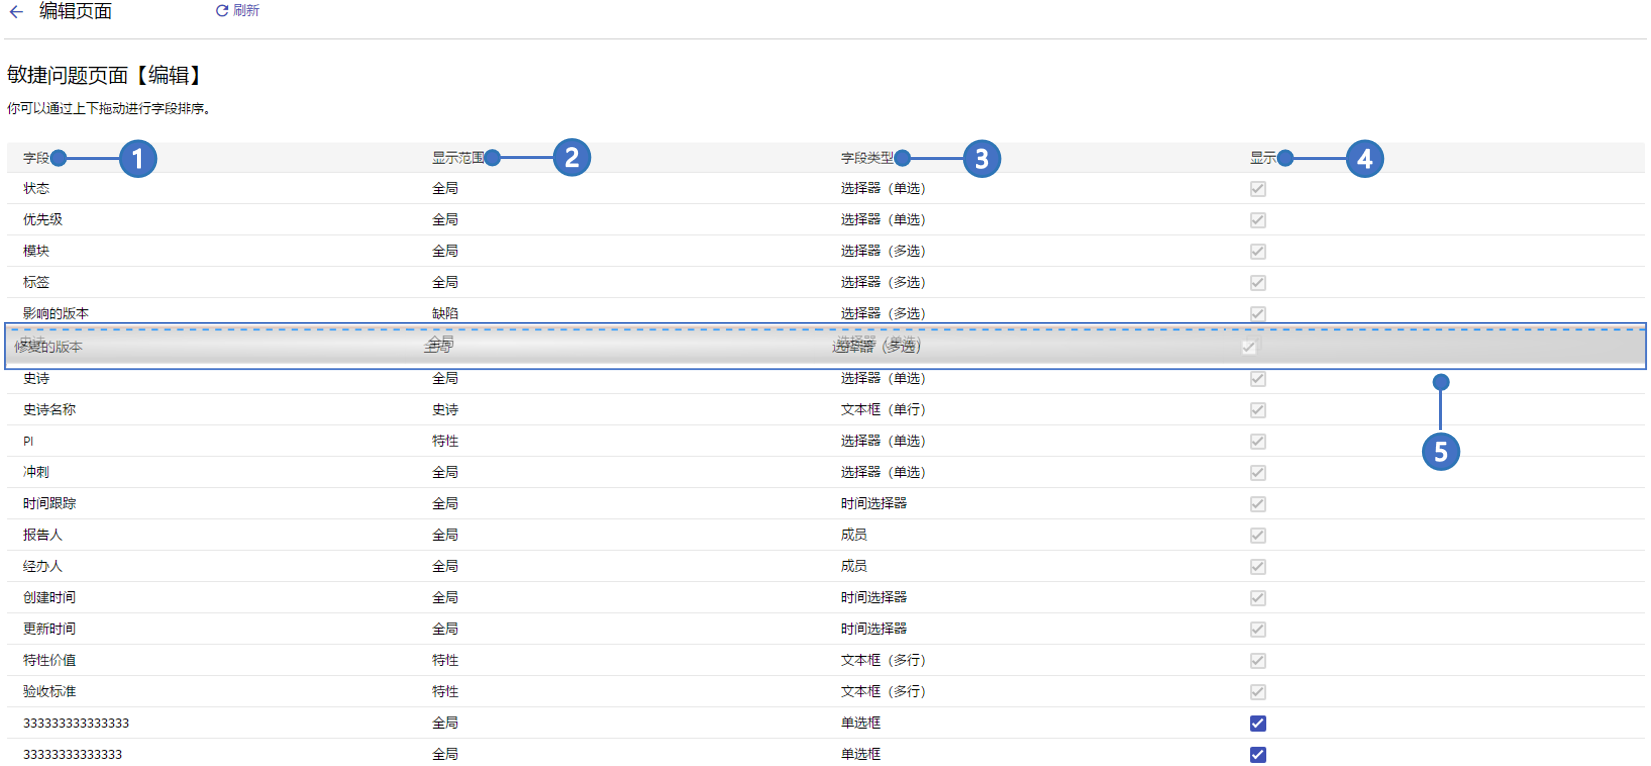 编辑页面 刷新
敏捷问题页面【编辑】
你可以通过上下拖动进行字段排序。
字段 1 显示范围 2 字段类型 3 显示 4
状态 全局 选择器（单选）
优先级 全局 选择器（单选）
模块 全局 选择器（多选）
标签 全局 选择器（多选）
影响的版本 缺陷 选择器（多选）
修复的版本 全局 选择器（多选）
史诗 全局 选择器（单选）
史诗名称 史诗 文本框（单行）
PI 特性 选择器（单选）
5
冲刺 全局 选择器（单选）
时间跟踪 全局 时间选择器
报告人 全局 成员
经办人 全局 成员
创建时间 全局 时间选择器
更新时间 全局 时间选择器
特性价值 特性 文本框（多行）
验收标准 特性 文本框（多行）
3333333333333333 全局 单选框
333333333333333 全局 单选框